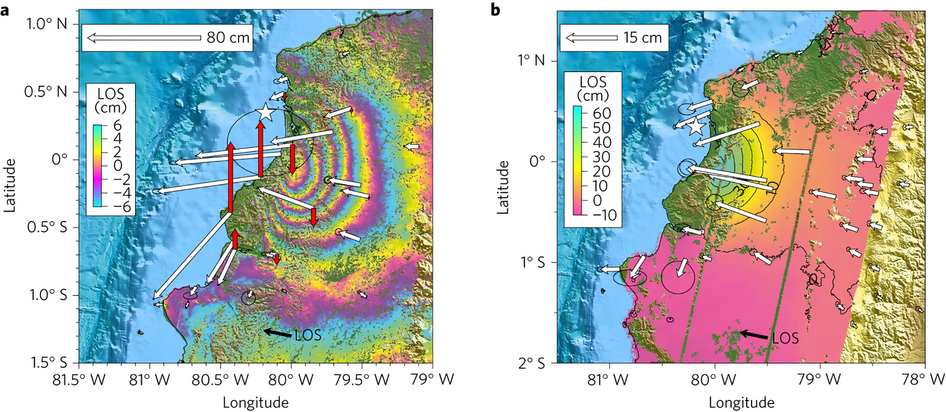 a
80 cm
LOS
(cm)
6
4
2
0
−2
−4
−6
LOS
1.0° N
0.5° N
0°
0.5° S
1.0° S
1.5° S
Latitude
81.5° W
81° W
80.5° W
80° W
79.5° W
79° W
Longitude
b
15 cm
LOS
(cm)
60
50
40
30
20
10
0
−10
LOS
1° N
0°
1° S
2° S
Latitude
81° W
80° W
79° W
78° W
Longitude